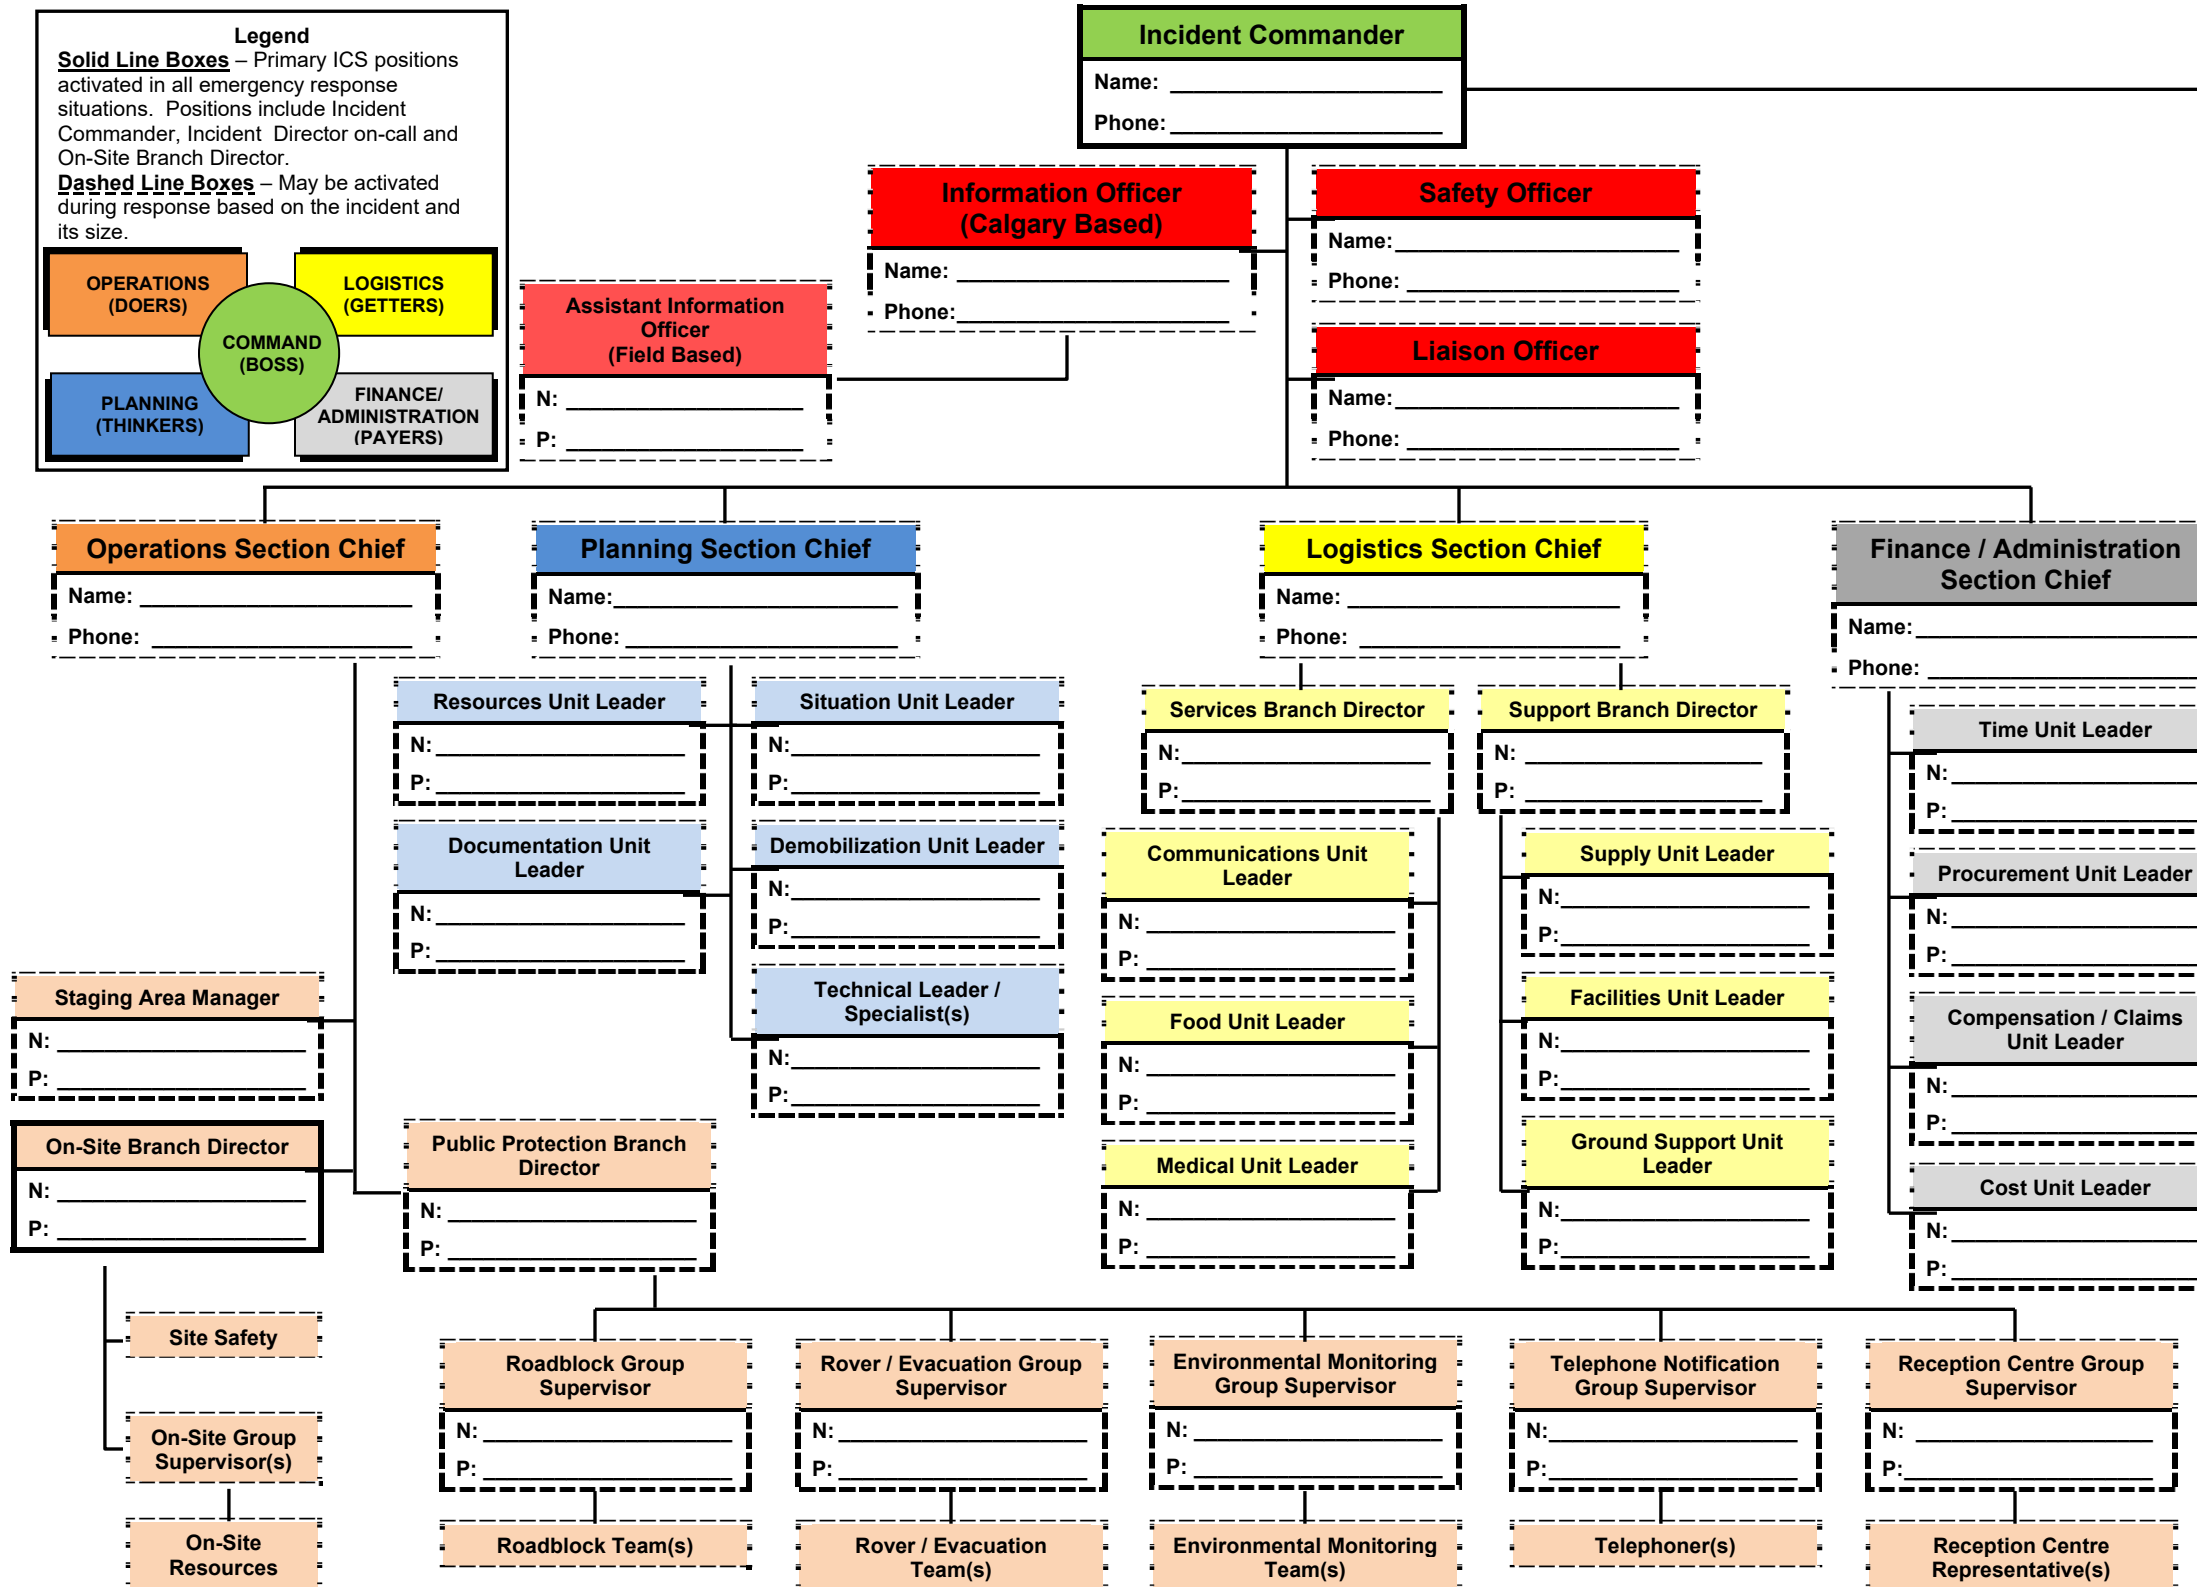 Legend
Solid Line Boxes – Primary ICS positions
activated in all emergency response
situations. Positions include Incident
Commander, Incident Director on-call and
On-Site Branch Director.
Dashed Line Boxes – May be activated
during response based on the incident and
its size.
OPERATIONS
(DOERS)
LOGISTICS
(GETTERS)
COMMAND
(BOSS)
PLANNING
(THINKERS)
FINANCE/
ADMINISTRATION
(PAYERS)
Incident Commander
Name:
Phone:
Information Officer
(Calgary Based)
Name:
Phone:
Safety Officer
Name:
Phone:
Assistant Information
Officer
(Field Based)
N:
P:
Liaison Officer
Name:
Phone:
Operations Section Chief
Name:
Phone:
Planning Section Chief
Name:
Phone:
Logistics Section Chief
Name:
Phone:
Finance / Administration
Section Chief
Name:
Phone:
Resources Unit Leader
N:
P:
Situation Unit Leader
N:
P:
Services Branch Director
N:
P:
Support Branch Director
N:
P:
Time Unit Leader
N:
P:
Documentation Unit
Leader
N:
P:
Demobilization Unit Leader
N:
P:
Communications Unit
Leader
N:
P:
Supply Unit Leader
N:
P:
Procurement Unit Leader
N:
P:
Staging Area Manager
N:
P:
Technical Leader /
Specialist(s)
N:
P:
Food Unit Leader
N:
P:
Facilities Unit Leader
N:
P:
Compensation / Claims
Unit Leader
N:
P:
On-Site Branch Director
N:
P:
Public Protection Branch
Director
N:
P:
Medical Unit Leader
N:
P:
Ground Support Unit
Leader
N:
P:
Cost Unit Leader
N:
P:
Site Safety
On-Site Group
Supervisor(s)
On-Site
Resources
Roadblock Group
Supervisor
N:
P:
Roadblock Team(s)
Rover / Evacuation Group
Supervisor
N:
P:
Rover / Evacuation
Team(s)
Environmental Monitoring
Group Supervisor
N:
P:
Environmental Monitoring
Team(s)
Telephone Notification
Group Supervisor
N:
P:
Telephoner(s)
Reception Centre Group
Supervisor
N:
P:
Reception Centre
Representative(s)